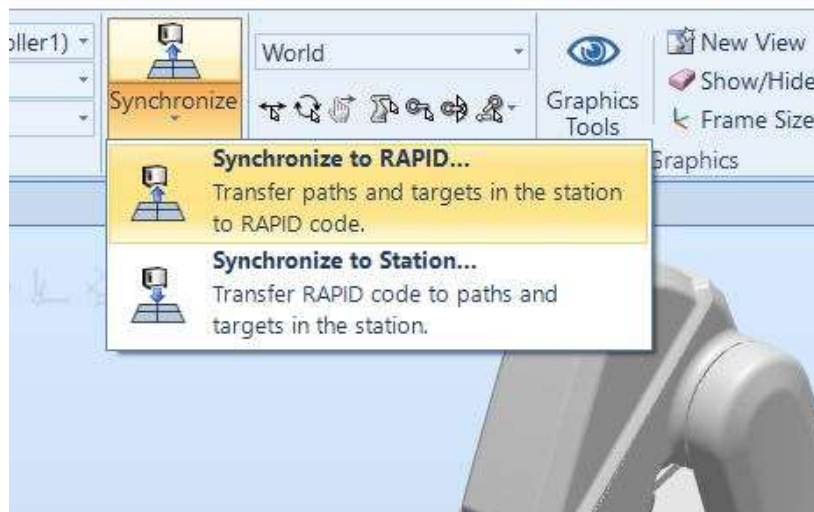 oller1)
World
New View
Show/Hide
Synchronize
Graphics
Tools
Frame Size
Graphics
Synchronize to RAPID...
Transfer paths and targets in the station
to RAPID code.
Synchronize to Station...
Transfer RAPID code to paths and
targets in the station.